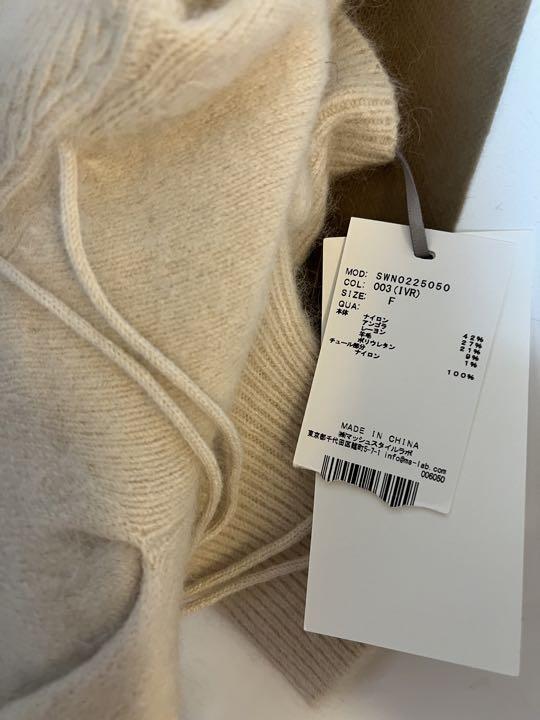 MOD: SWNO225050
COL: 003(IVR)
SIZE: F
QUA:
本体
ナイロン 42%
アンゴラ 27%
レーヨン 21%
羊毛 9%
ポリウレタン 1%
チュール部分
ナイロン 100%
MADE IN CHINA
㈱マッシュスタイルラボ
東京都千代田区麹町5-7-1 info@ms-lab.com
006050